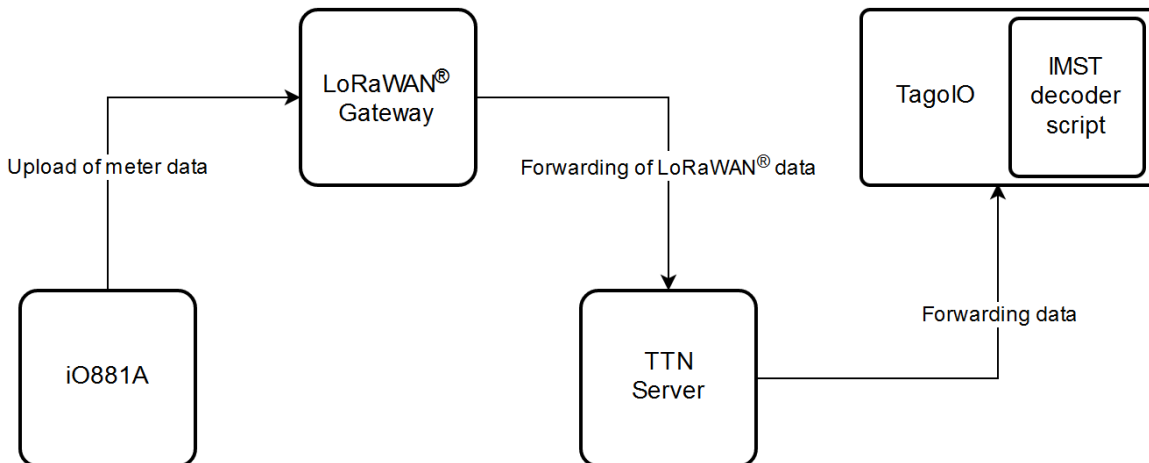 LoRaWAN®
Gateway
TagoIO
IMST
decoder
script
Upload of meter data
Forwarding of LoRaWAN® data
iO881A
TTN
Server
Forwarding data